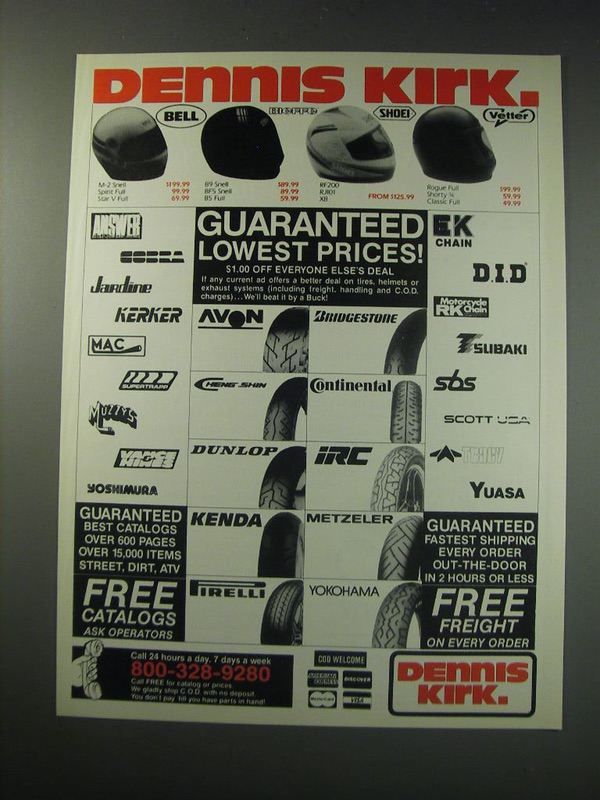 DENNIS KIRK.
BELL
BIEFFE
SHOEI
Vetter
M-2 Snell $199.99
Spirit Full 99.99
Star V Full 69.99
B9 Snell $89.99
BF5 Snell 89.99
B5 Full 59.99
RF200
RJ101
X8
FROM $125.99
Rogue Full $99.99
Shorty ¾ 59.99
Classic Full 49.99
ANSWER
COBRA
Jardine
KERKER
MAC
SUPERTRAPP
MUZZYS
VANCE & HINES
YOSHIMURA
GUARANTEED
LOWEST PRICES!
$1.00 OFF EVERYONE ELSE'S DEAL
If any current ad offers a better deal on tires, helmets or
exhaust systems (including freight, handling and C.O.D.
charges)... We'll beat it by a Buck!
AVON
BRIDGESTONE
CHENG SHIN
Continental
DUNLOP
IRC
KENDA
METZELER
PIRELLI
YOKOHAMA
EK
CHAIN
D.I.D
Motorcycle
RK Chain
TSUBAKI
sbs
SCOTT USA
YUASA
GUARANTEED
BEST CATALOGS
OVER 600 PAGES
OVER 15,000 ITEMS
STREET, DIRT, ATV
FREE
CATALOGS
ASK OPERATORS
GUARANTEED
FASTEST SHIPPING
EVERY ORDER
OUT-THE-DOOR
IN 2 HOURS OR LESS
FREE
FREIGHT
ON EVERY ORDER
Call 24 hours a day, 7 days a week
800-328-9280
Call FREE for catalog or prices
We gladly ship C.O.D. with no deposit.
You don't pay 'till you have parts in hand!
COD WELCOME
AMERICAN EXPRESS
DISCOVER
MasterCard
VISA
DENNIS
KIRK.